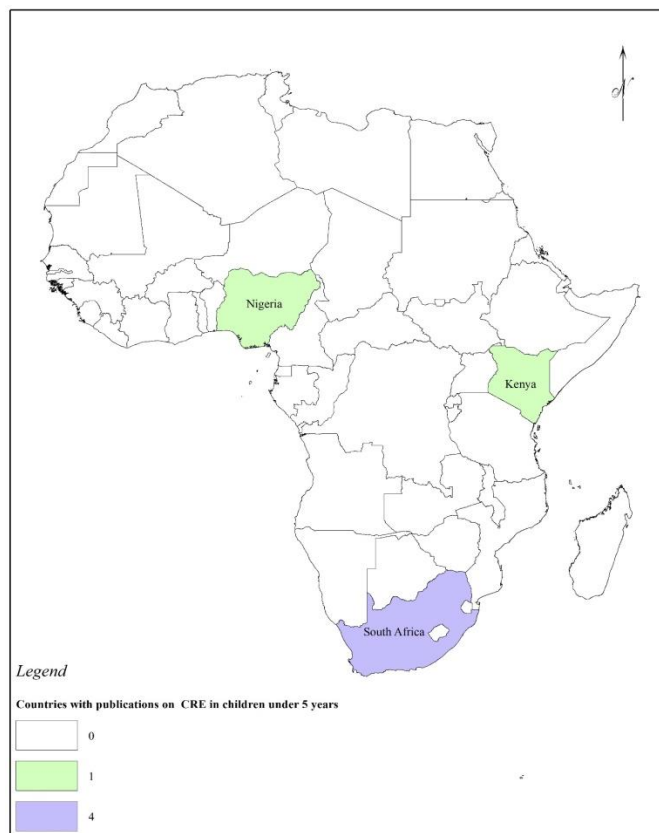 N
Nigeria
Kenya
South Africa
Legend
Countries with publications on CRE in children under 5 years
0
1
4